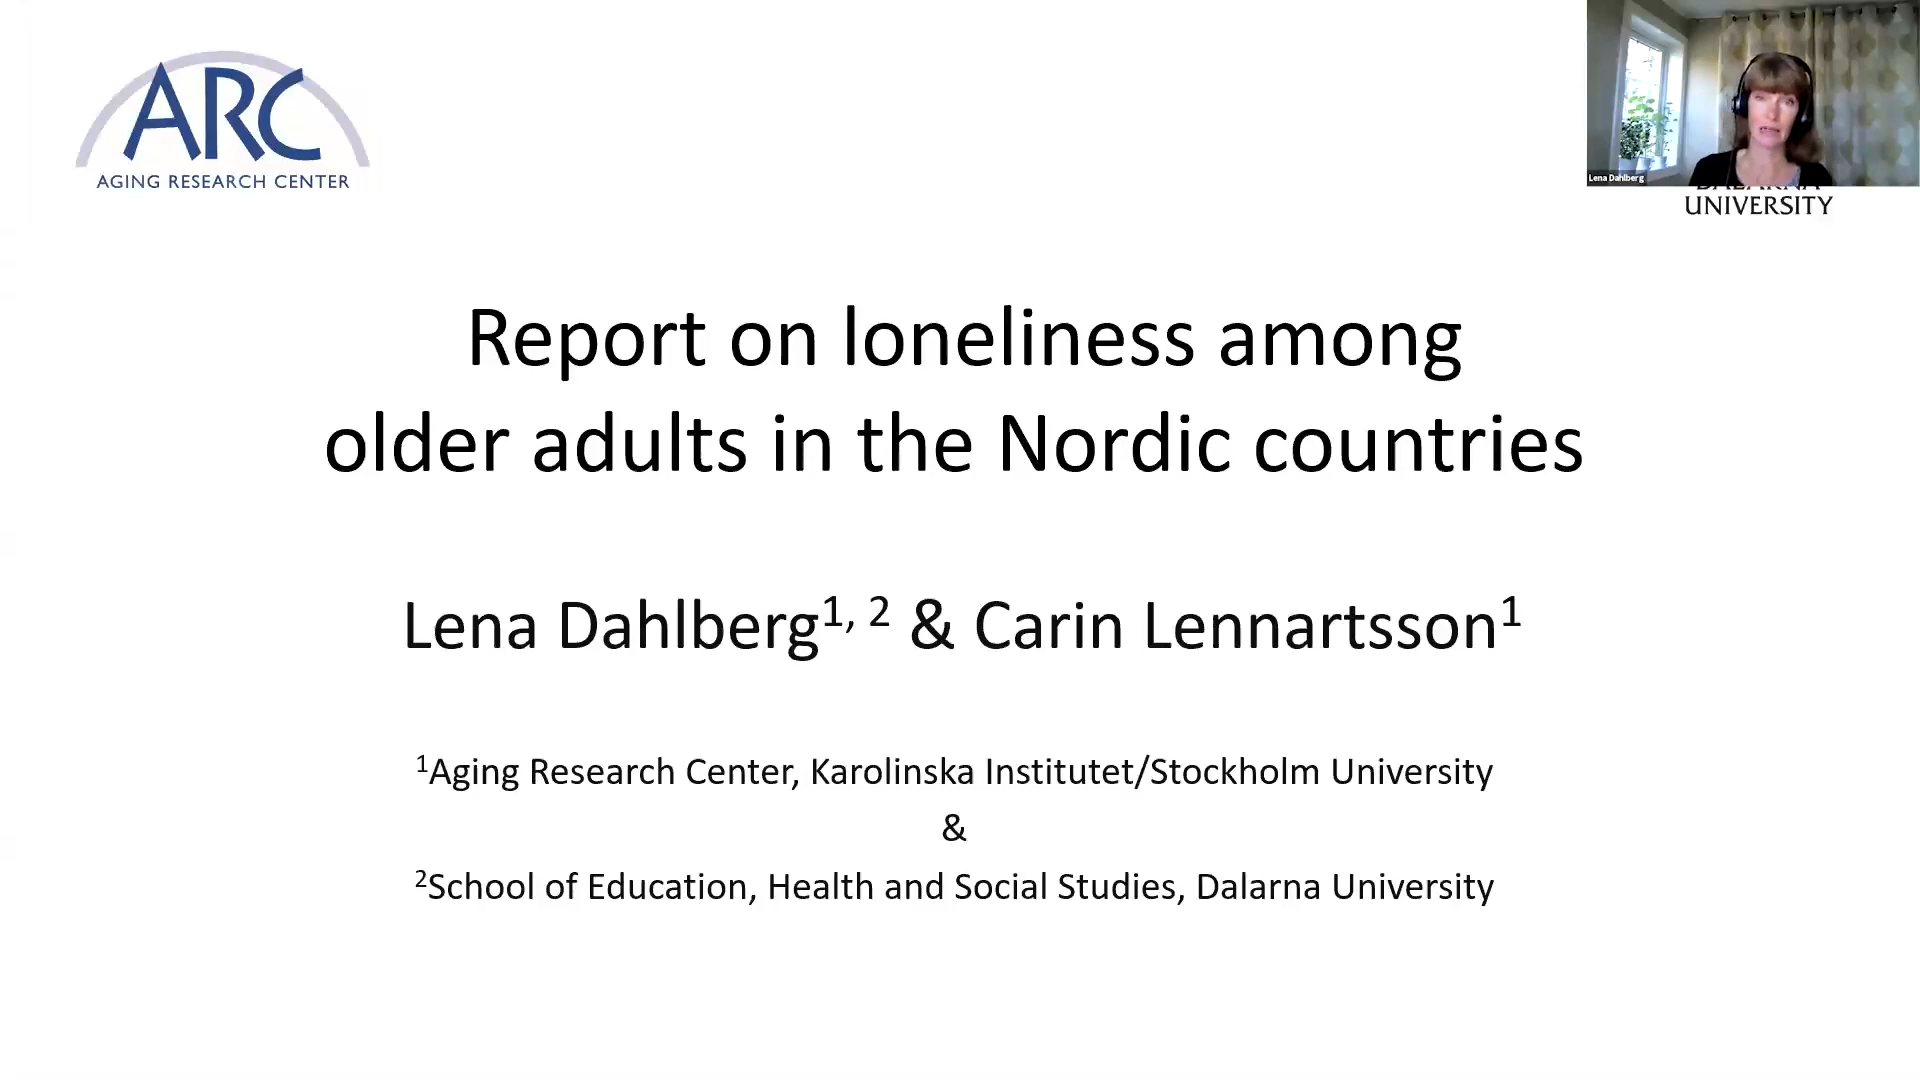 ARC
AGING RESEARCH CENTER
Lena Dahlberg
DALARNA
UNIVERSITY
Report on loneliness among
older adults in the Nordic countries
Lena Dahlberg1, 2 & Carin Lennartsson1
1Aging Research Center, Karolinska Institutet/Stockholm University
&
2School of Education, Health and Social Studies, Dalarna University